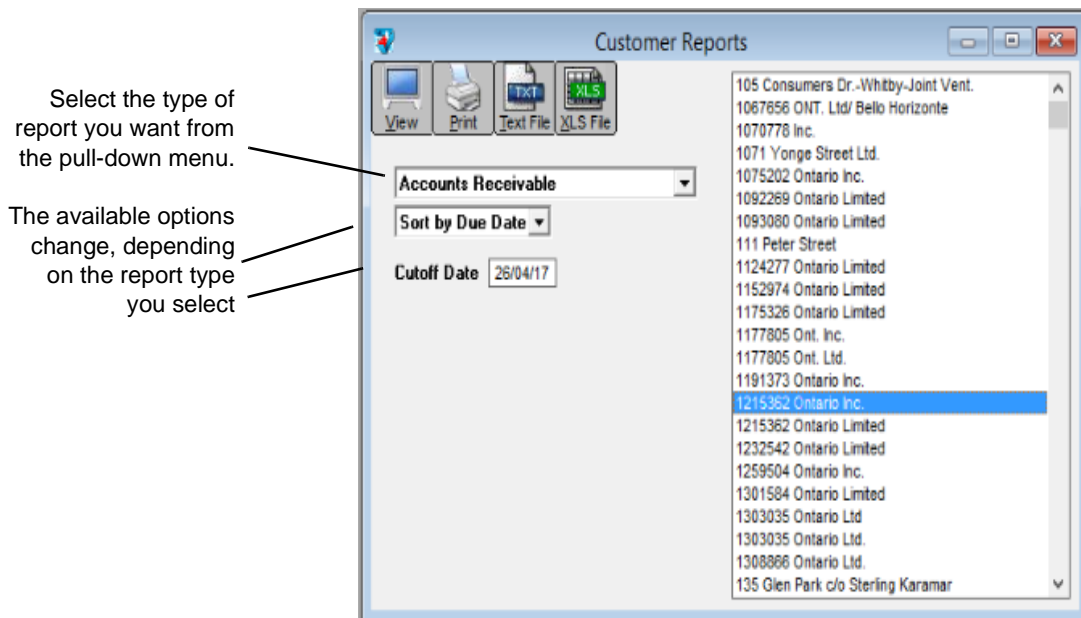 Customer Reports
View
Print
TXT
Text File
XLS
XLS File
Select the type of
report you want from
the pull-down menu.
Accounts Receivable
The available options
change, depending
on the report type
you select
Sort by Due Date
Cutoff Date 26/04/17
105 Consumers Dr.-Whitby-Joint Vent.
1067656 ONT. Ltd/ Bello Horizonte
1070778 Inc.
1071 Yonge Street Ltd.
1075202 Ontario Inc.
1092269 Ontario Limited
1093080 Ontario Limited
111 Peter Street
1124277 Ontario Limited
1152974 Ontario Limited
1175326 Ontario Limited
1177805 Ont. Inc.
1177805 Ont. Ltd.
1191373 Ontario Inc.
1215362 Ontario Inc.
1215362 Ontario Limited
1232542 Ontario Limited
1259504 Ontario Inc.
1301584 Ontario Limited
1303035 Ontario Ltd
1303035 Ontario Ltd.
1308866 Ontario Ltd.
135 Glen Park c/o Sterling Karamar